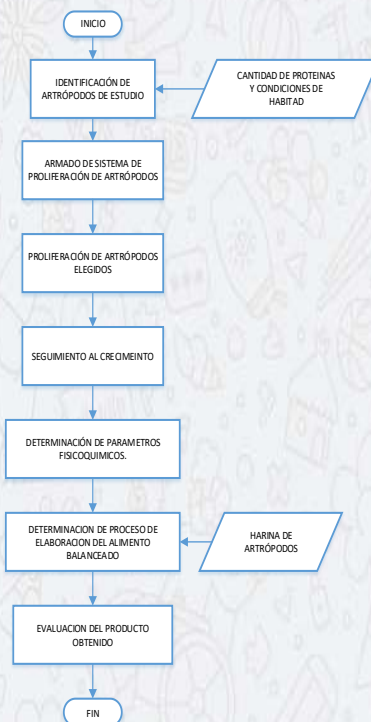 INICIO
IDENTIFICACIÓN DE
ARTRÓPODOS DE ESTUDIO
CANTIDAD DE PROTEINAS
Y CONDICIONES DE
HABITAD
ARMADO DE SISTEMA DE
PROLIFERACIÓN DE ARTRÓPODOS
PROLIFERACIÓN DE ARTRÓPODOS
ELEGIDOS
SEGUIMIENTO AL CRECIMEINTO
DETERMINACIÓN DE PARAMETROS
FISICOQUIMICOS.
DETERMINACION DE PROCESO DE
ELABORACION DEL ALIMENTO
BALANCEADO
HARINA DE
ARTRÓPODOS
EVALUACION DEL PRODUCTO
OBTENIDO
FIN